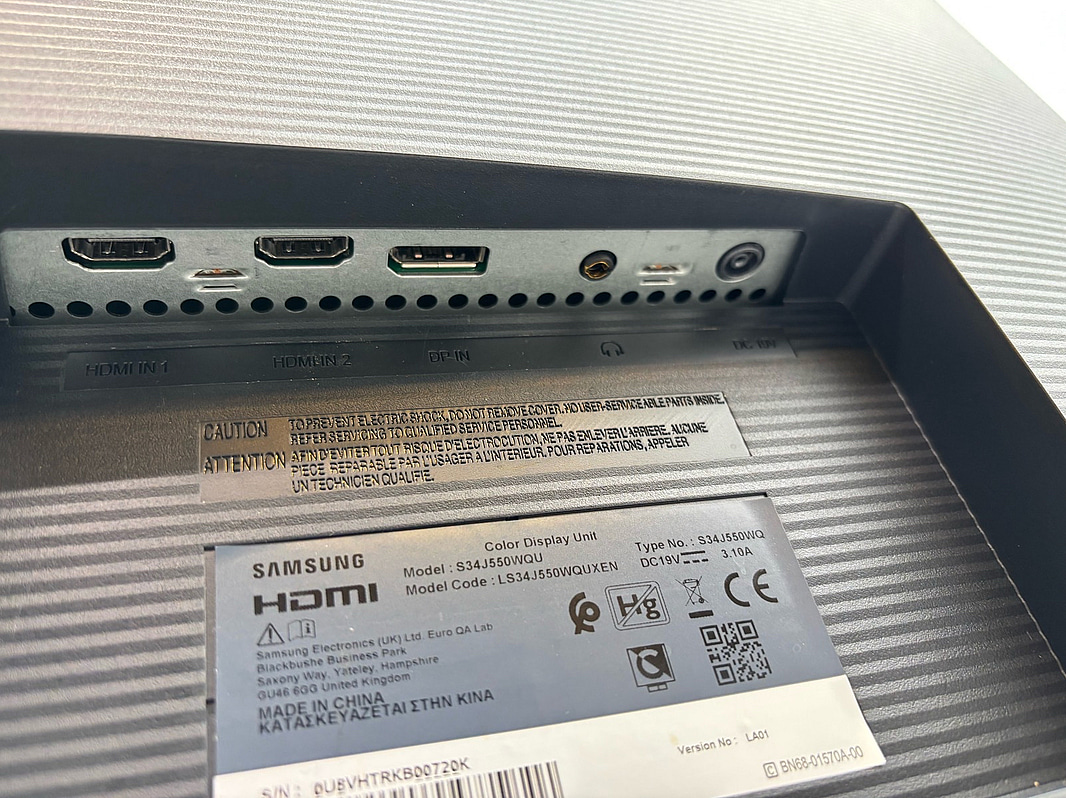 HDMI IN 1
HDMI IN 2
DP IN
DC 19V
CAUTION
TO PREVENT ELECTRIC SHOCK, DO NOT REMOVE COVER. NO USER-SERVICEABLE PARTS INSIDE.
REFER SERVICING TO QUALIFIED SERVICE PERSONNEL.
ATTENTION
AFIN D'EVITER TOUT RISQUE D'ELECTROCUTION, NE PAS ENLEVER L'ARRIERE. AUCUNE
PIECE REPARABLE PAR L'USAGER A L'INTERIEUR. POUR REPARATIONS, APPELER
UN TECHNICIEN QUALIFIE.
SAMSUNG
HDMI
Color Display Unit
Model : S34J550WQU
Model Code : LS34J550WQUXEN
Type No. : S34J550WQ
DC19V 3.10A
Hg
CE
Samsung Electronics (UK) Ltd. Euro QA Lab
Blackbushe Business Park
Saxony Way, Yateley, Hampshire
GU46 6GG United Kingdom
MADE IN CHINA
ΚΑΤΑΣΚΕΥΑΖΕΤΑΙ ΣΤΗΝ ΚΙΝΑ
S/N : 0U8VHTRKB00720K
Version No : LA01
BN68-01570A-00